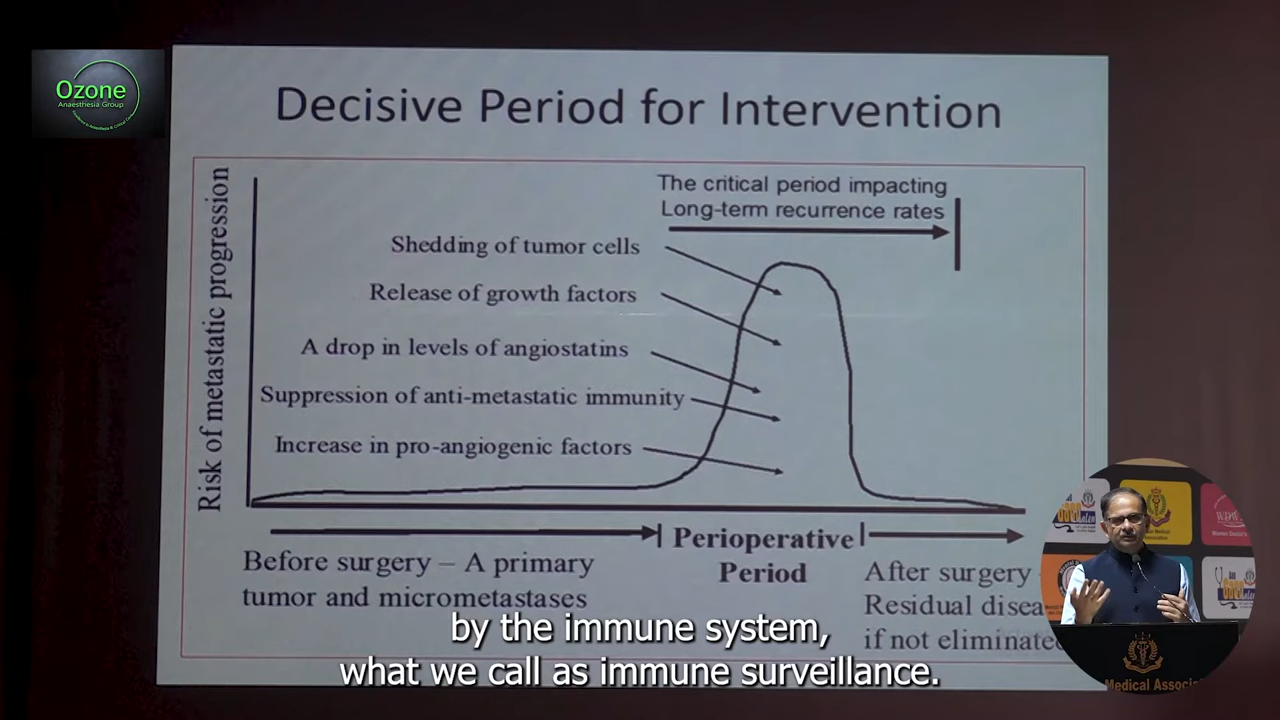 Ozone
Anaesthesia Group
Decisive Period for Intervention
Risk of metastatic progression
The critical period impacting
Long-term recurrence rates
Shedding of tumor cells
Release of growth factors
A drop in levels of angiostatins
Suppression of anti-metastatic immunity
Increase in pro-angiogenic factors
Before surgery – A primary
tumor and micrometastases
Perioperative
Period
After surgery
Residual disea
if not eliminated
by the immune system,
what we call as immune surveillance.
WDW
Medical Associ